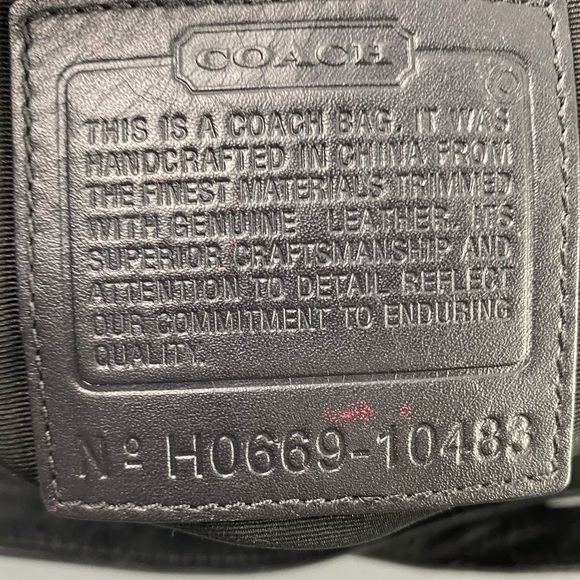 COACH
THIS IS A COACH BAG. IT WAS
HANDCRAFTED IN CHINA FROM
THE FINEST MATERIALS TRIMMED
WITH GENUINE LEATHER. ITS
SUPERIOR CRAFTSMANSHIP AND
ATTENTION TO DETAIL REFLECT
OUR COMMITMENT TO ENDURING
QUALITY.
Nº H0669-10483